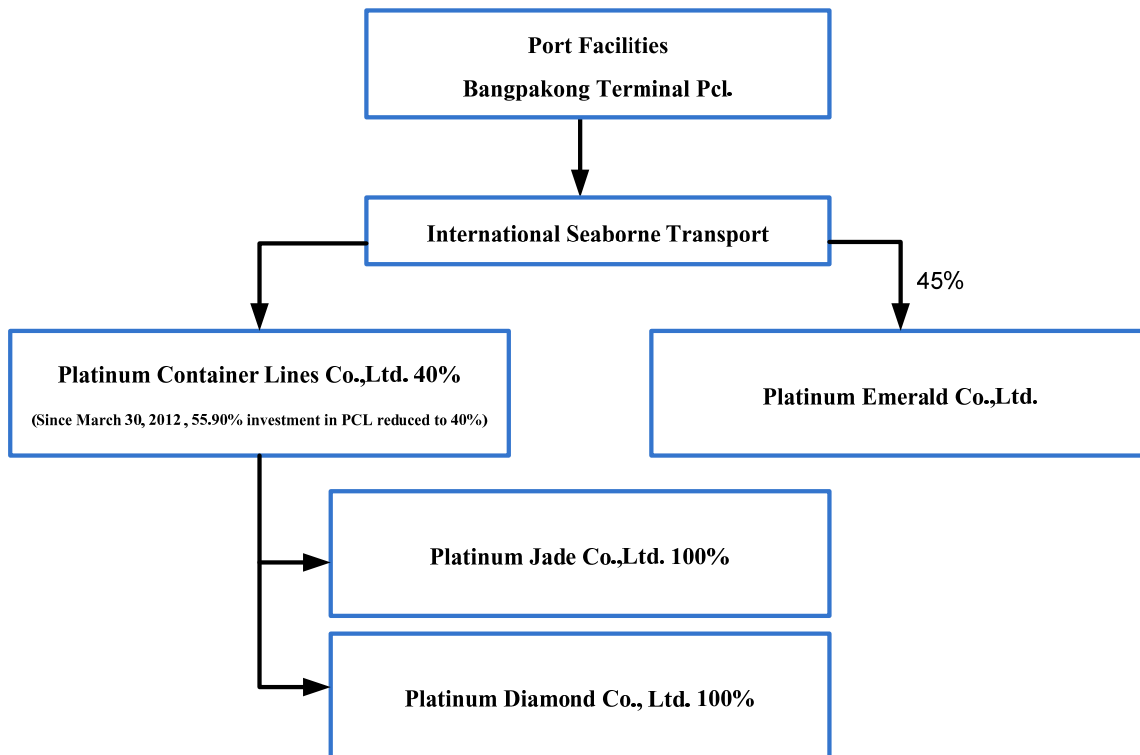 Port Facilities
Bangpakong Terminal Pcl.
International Seaborne Transport
45%
Platinum Container Lines Co.,Ltd. 40%
(Since March 30, 2012 , 55.90% investment in PCL reduced to 40%)
Platinum Emerald Co.,Ltd.
Platinum Jade Co.,Ltd. 100%
Platinum Diamond Co., Ltd. 100%